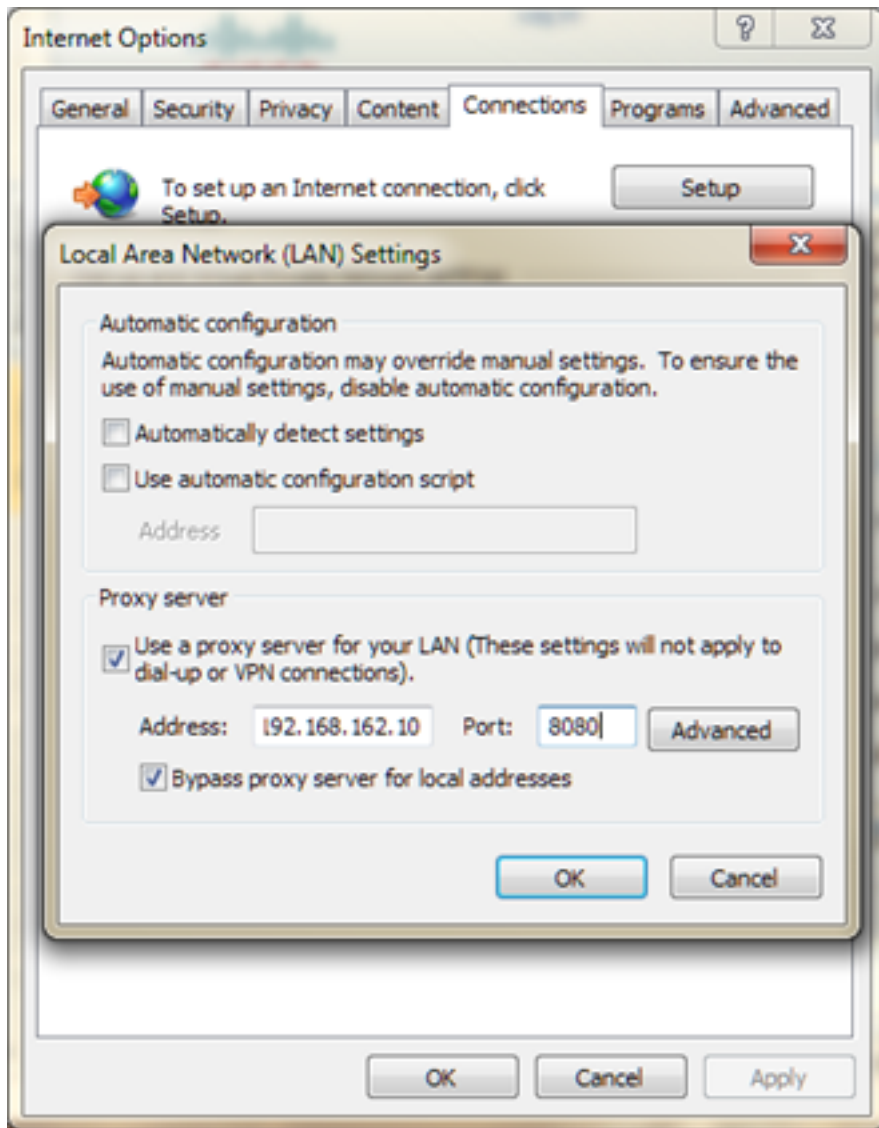 Internet Options
General Security Privacy Content Connections Programs Advanced
To set up an Internet connection, click
Setup.
Setup
Local Area Network (LAN) Settings
Automatic configuration
Automatic configuration may override manual settings. To ensure the
use of manual settings, disable automatic configuration.
Automatically detect settings
Use automatic configuration script
Address
Proxy server
Use a proxy server for your LAN (These settings will not apply to
dial-up or VPN connections).
Address: 192.168.162.10 Port: 8080 Advanced
Bypass proxy server for local addresses
OK Cancel
OK Cancel Apply